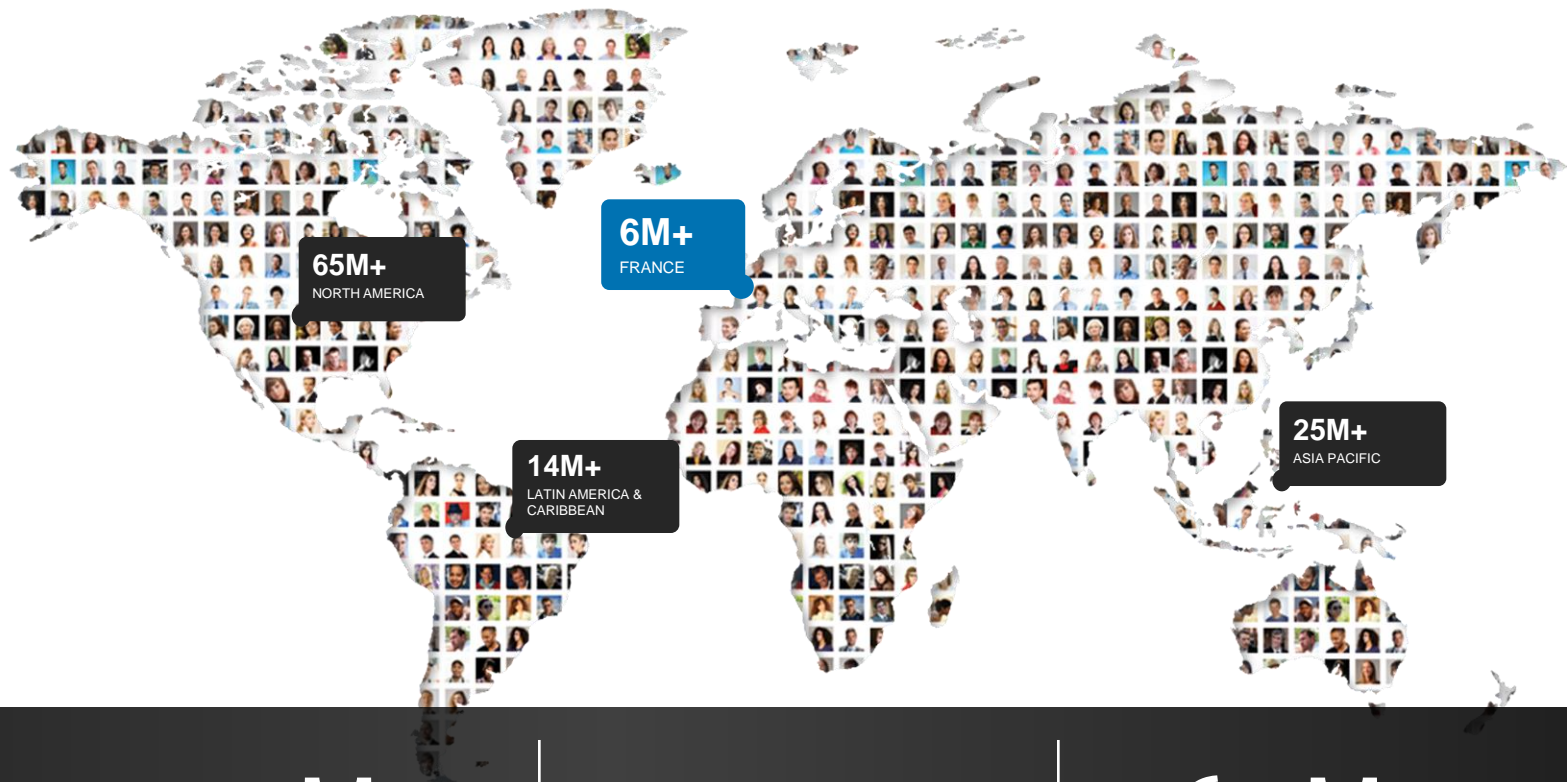 65M+
NORTH AMERICA
6M+
FRANCE
14M+
LATIN AMERICA &
CARIBBEAN
25M+
ASIA PACIFIC